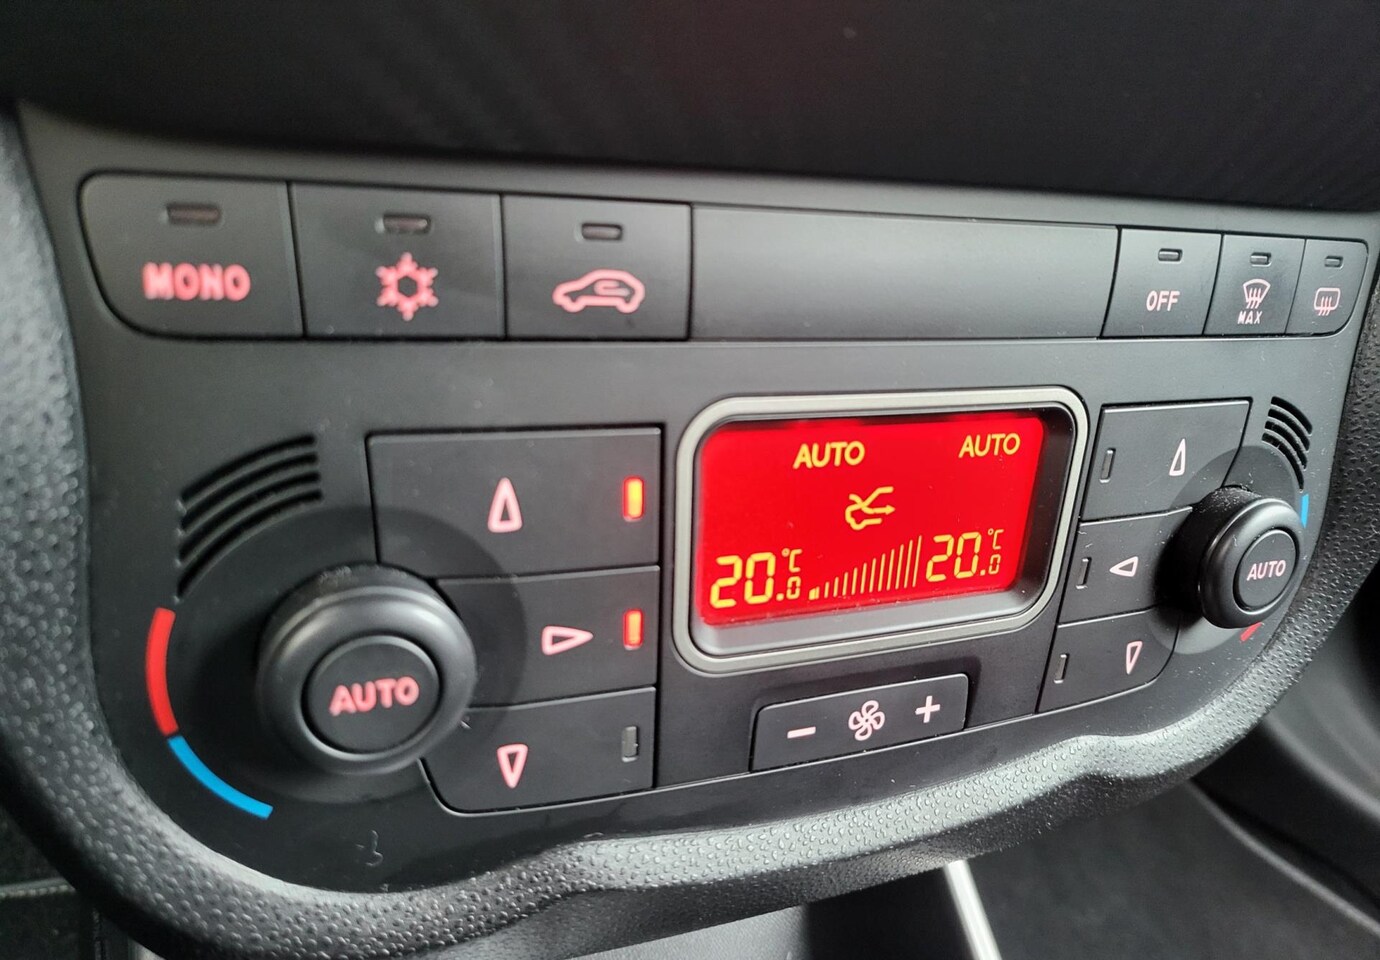 MONO
OFF
MAX
AUTO AUTO
20.0 °C 20.0 °C
AUTO
AUTO
- +